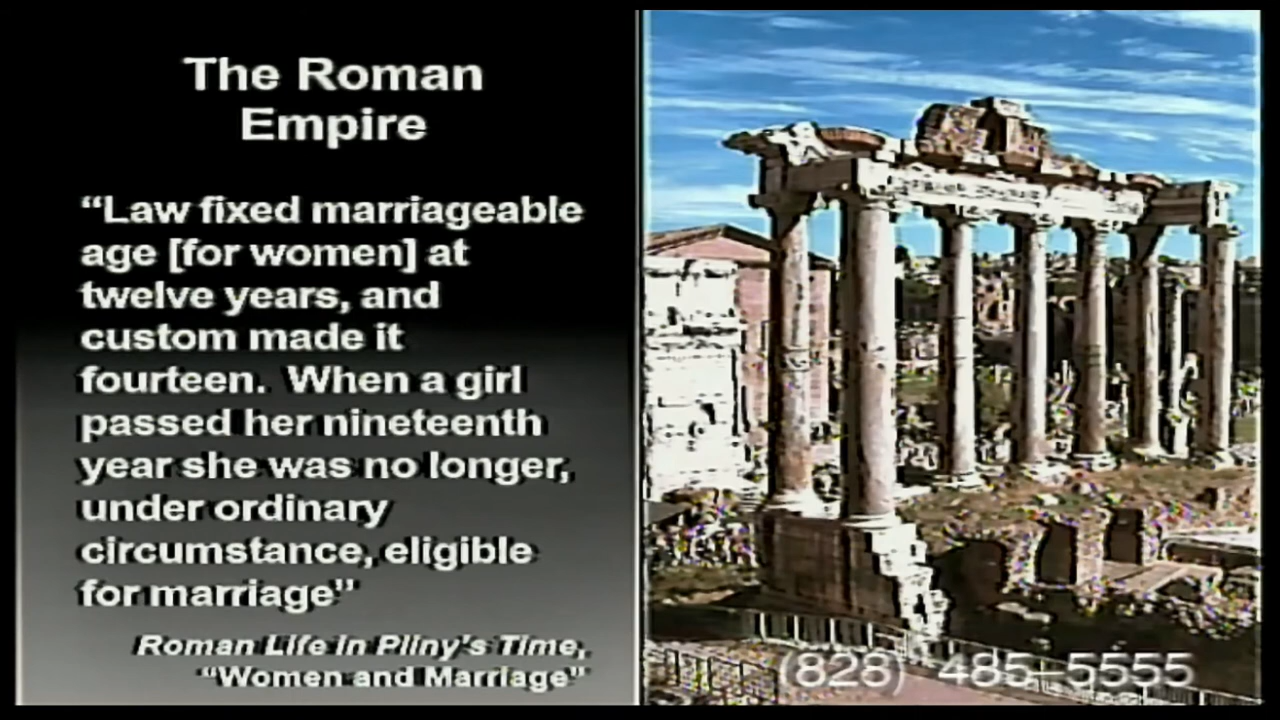 The Roman
Empire
“Law fixed marriageable
age [for women] at
twelve years, and
custom made it
fourteen.  When a girl
passed her nineteenth
year she was no longer,
under ordinary
circumstance, eligible
for marriage”
Roman Life in Pliny's Time,
“Women and Marriage”
(828) 485-5555